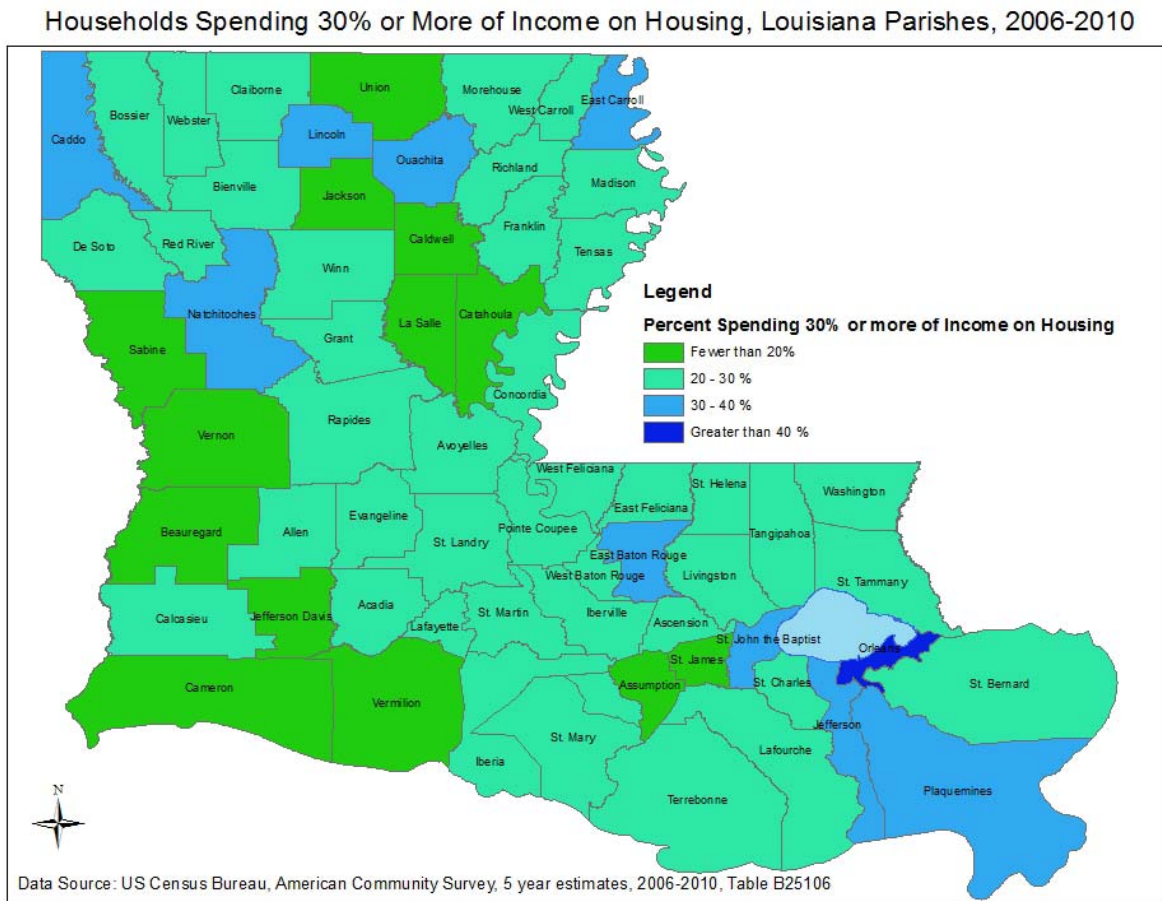 Households Spending 30% or More of Income on Housing, Louisiana Parishes, 2006-2010
Union
Claiborne
Morehouse
East Carroll
West Carroll
Bossier
Webster
Caddo
Lincoln
Ouachita
Richland
Madison
Bienville
Jackson
Franklin
Caldwell
De Soto
Red River
Tensas
Winn
Legend
Percent Spending 30% or more of Income on Housing
Fewer than 20%
20 - 30 %
30 - 40 %
Greater than 40 %
Natchitoches
La Salle
Catahoula
Grant
Sabine
Concordia
Rapides
Vernon
Avoyelles
West Feliciana
St. Helena
Washington
East Feliciana
Evangeline
Pointe Coupee
Beauregard
Allen
Tangipahoa
St. Landry
East Baton Rouge
West Baton Rouge
Livingston
St. Tammany
Acadia
Jefferson Davis
St. Martin
Iberville
Calcasieu
Lafayette
Ascension
St. John the Baptist
Orleans
St. James
Assumption
St. Charles
St. Bernard
Cameron
Vermilion
Jefferson
St. Mary
Lafourche
Iberia
Plaquemines
Terrebonne
N
Data Source: US Census Bureau, American Community Survey, 5 year estimates, 2006-2010, Table B25106